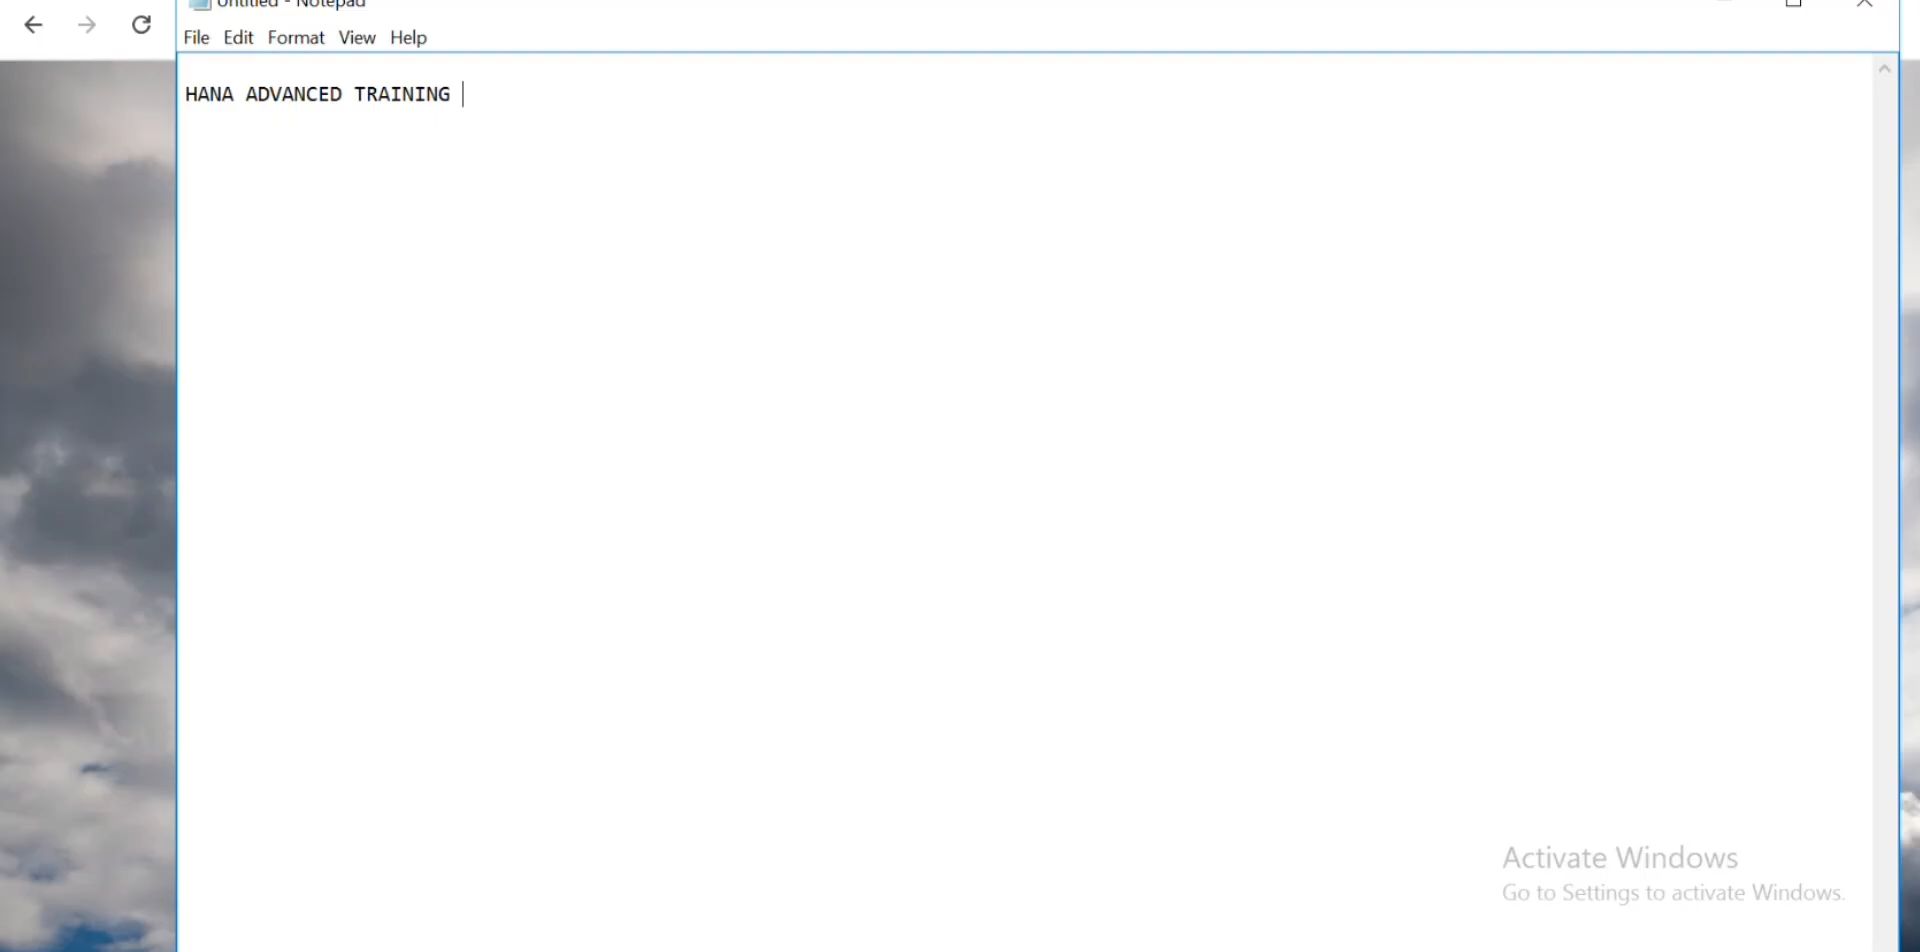 Untitled - Notepad
File Edit Format View Help
HANA ADVANCED TRAINING
Activate Windows
Go to Settings to activate Windows.